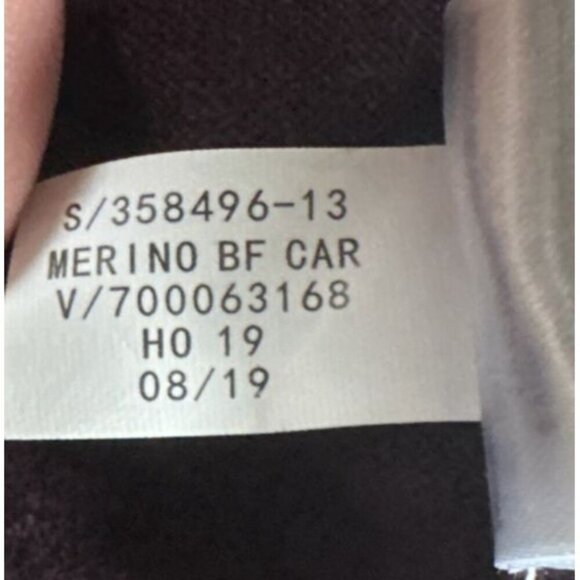 S/358496-13
MERINO BF CAR
V/700063168
HO 19
08/19